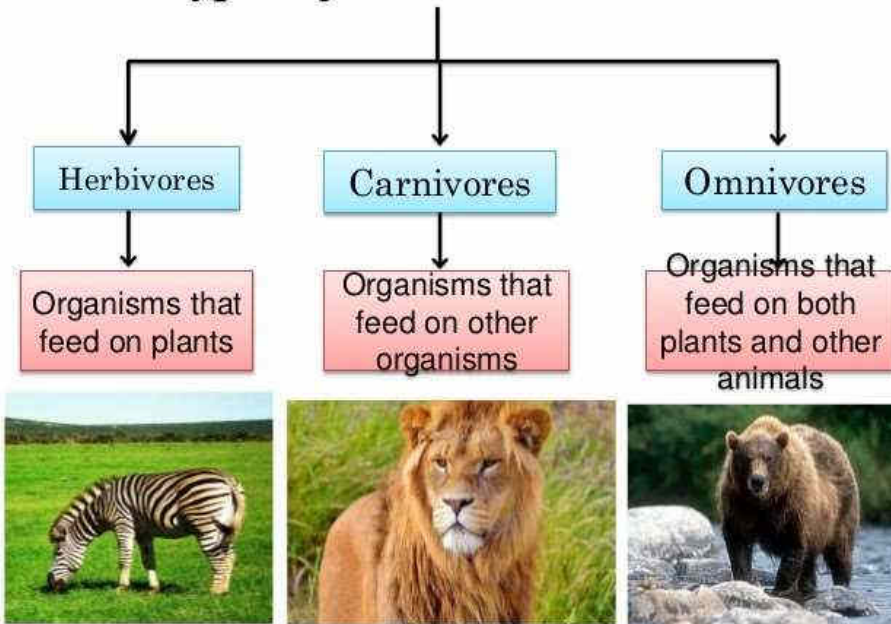 Herbivores
Carnivores
Omnivores
Organisms that
feed on plants
Organisms that
feed on other
organisms
Organisms that
feed on both
plants and other
animals